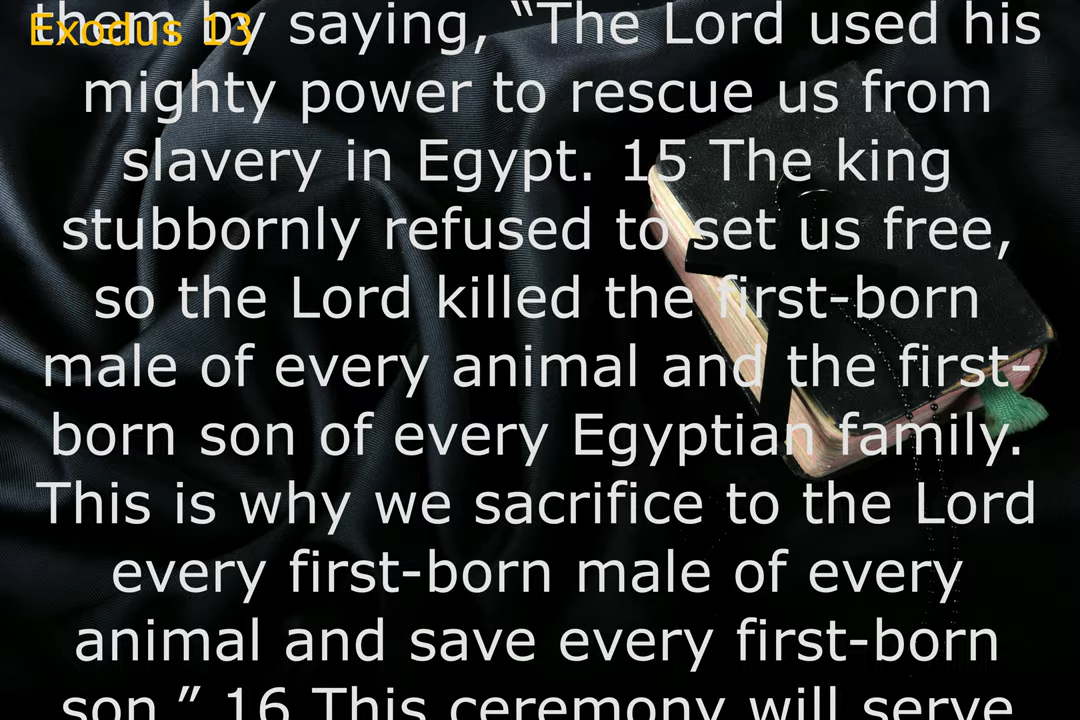 Exodus 13
them by saying, “The Lord used his
mighty power to rescue us from
slavery in Egypt. 15 The king
stubbornly refused to set us free,
so the Lord killed the first-born
male of every animal and the first-
born son of every Egyptian family.
This is why we sacrifice to the Lord
every first-born male of every
animal and save every first-born
son.” 16 This ceremony will serve